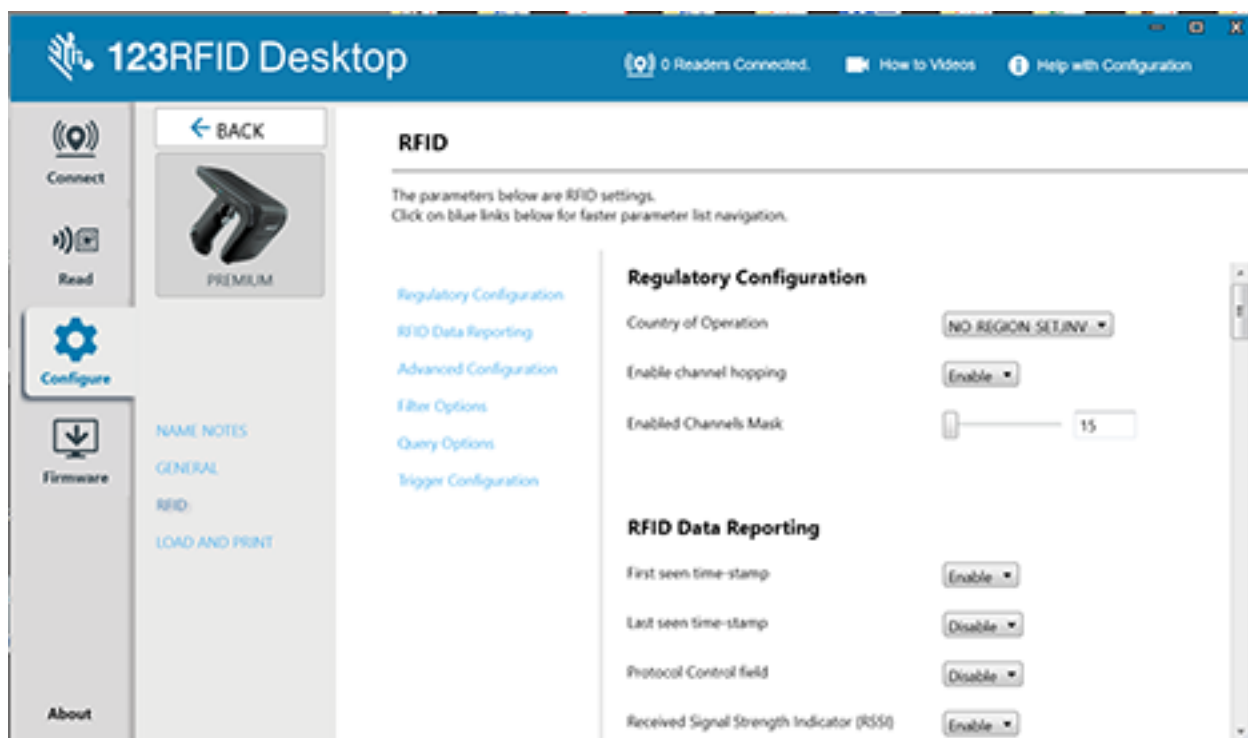 123RFID Desktop
0 Readers Connected.
How to Videos
Help with Configuration
Connect
Read
Configure
Firmware
About
BACK
PREMIUM
NAME NOTES
GENERAL
RFID
LOAD AND PRINT
RFID
The parameters below are RFID settings.
Click on blue links below for faster parameter list navigation.
Regulatory Configuration
RFID Data Reporting
Advanced Configuration
Filter Options
Query Options
Trigger Configuration
Regulatory Configuration
Country of Operation NO REGION SET.INV
Enable channel hopping Enable
Enabled Channels Mask 15
RFID Data Reporting
First seen time-stamp Enable
Last seen time-stamp Disable
Protocol Control field Disable
Received Signal Strength Indicator (RSSI) Enable